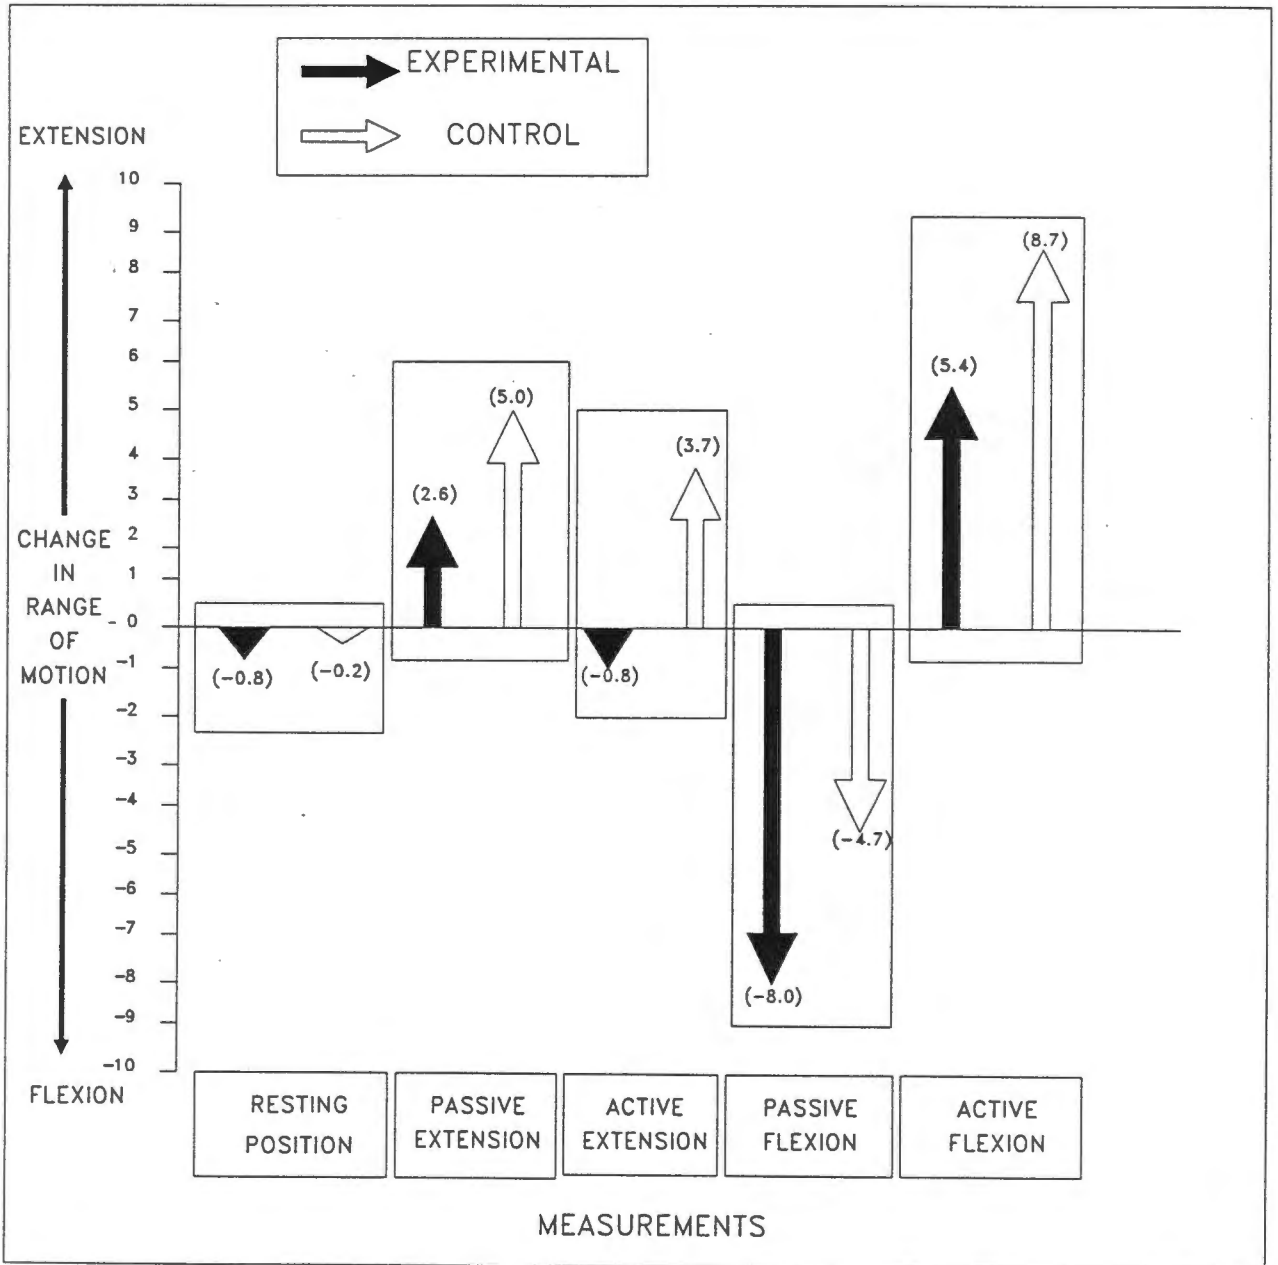 EXPERIMENTAL
CONTROL
EXTENSION
10
9
8
7
6
5
4
3
2
1
0
-1
-2
-3
-4
-5
-6
-7
-8
-9
-10
CHANGE
IN
RANGE
OF
MOTION
FLEXION
(-0.8)
(-0.2)
(2.6)
(5.0)
(-0.8)
(3.7)
(-8.0)
(-4.7)
(5.4)
(8.7)
RESTING
POSITION
PASSIVE
EXTENSION
ACTIVE
EXTENSION
PASSIVE
FLEXION
ACTIVE
FLEXION
MEASUREMENTS